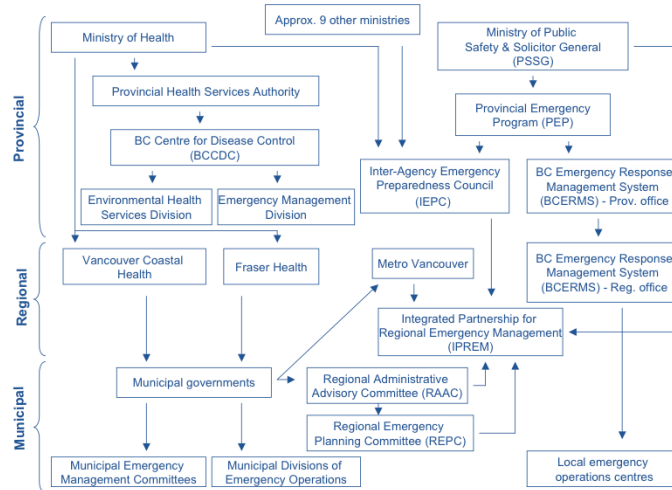 Provincial
Regional
Municipal
Ministry of Health
Approx. 9 other ministries
Ministry of Public
Safety & Solicitor General
(PSSG)
Provincial Health Services Authority
Provincial Emergency
Program (PEP)
BC Centre for Disease Control
(BCCDC)
Inter-Agency Emergency
Preparedness Council
(IEPC)
BC Emergency Response
Management System
(BCERMS) - Prov. office
Environmental Health
Services Division
Emergency Management
Division
Vancouver Coastal
Health
Fraser Health
Metro Vancouver
BC Emergency Response
Management System
(BCERMS) - Reg. office
Integrated Partnership for
Regional Emergency Management
(IPREM)
Municipal governments
Regional Administrative
Advisory Committee (RAAC)
Regional Emergency
Planning Committee (REPC)
Municipal Emergency
Management Committees
Municipal Divisions of
Emergency Operations
Local emergency
operations centres